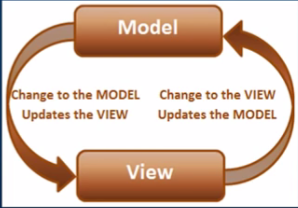 Model
Change to the MODEL
Updates the VIEW
Change to the VIEW
Updates the MODEL
View